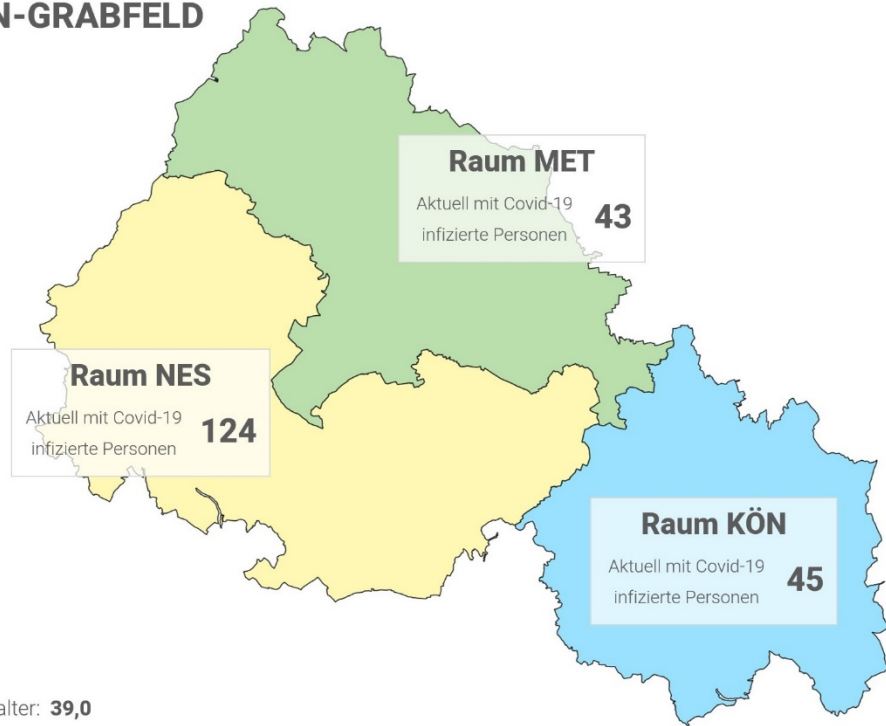 N-GRABFELD
Raum MET
Aktuell mit Covid-19
infizierte Personen 43
Raum NES
Aktuell mit Covid-19
infizierte Personen 124
Raum KÖN
Aktuell mit Covid-19
infizierte Personen 45
alter: 39,0